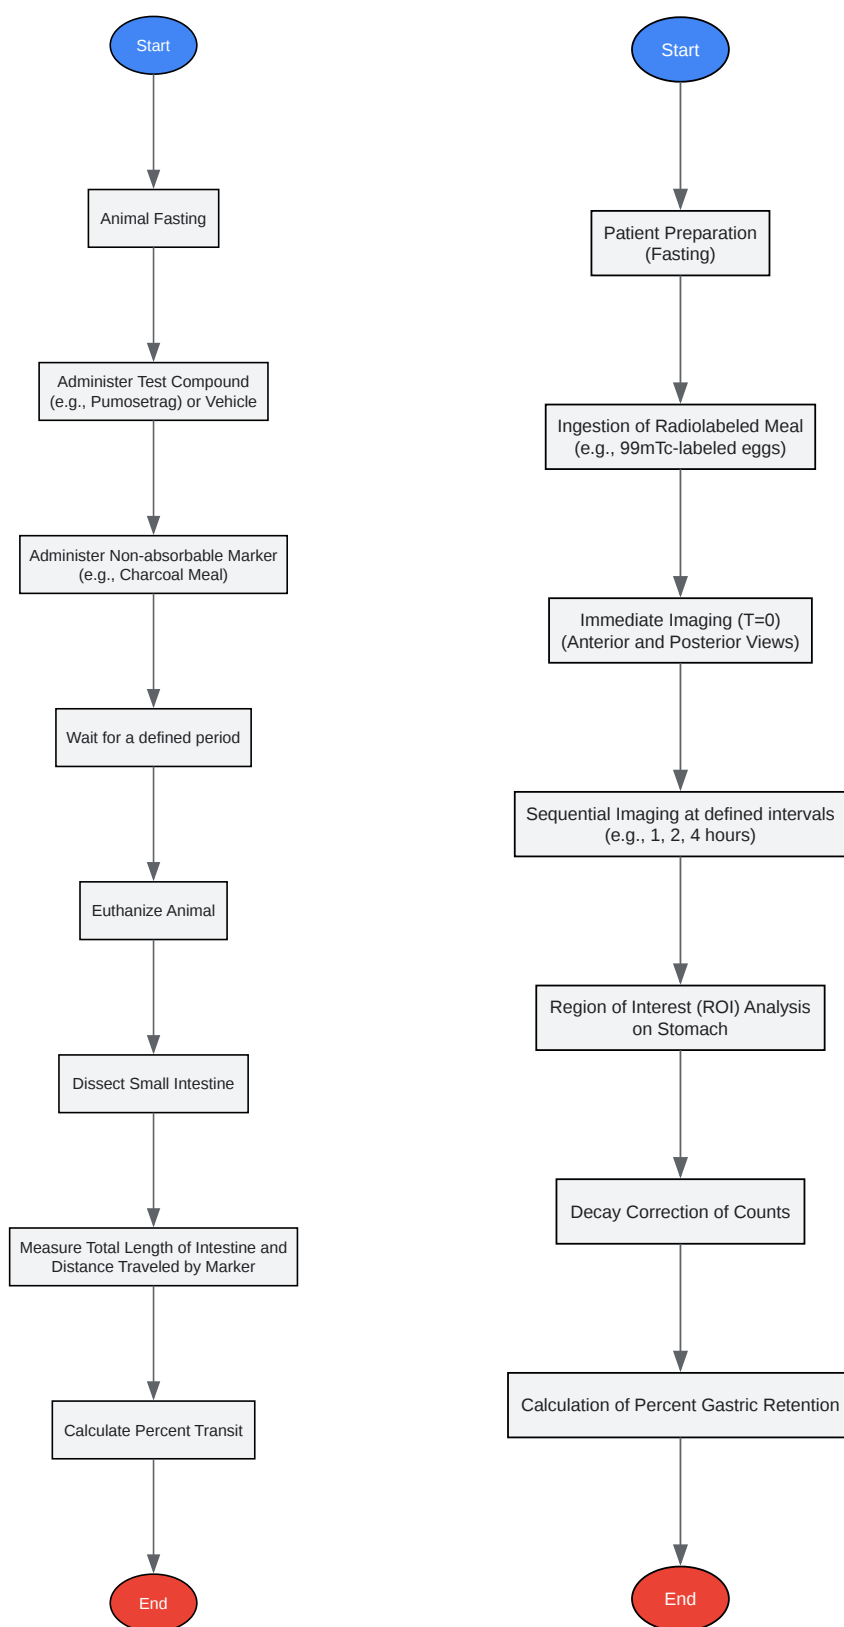 Start
Animal Fasting
Administer Test Compound
(e.g., Pumosetrag) or Vehicle
Administer Non-absorbable Marker
(e.g., Charcoal Meal)
Wait for a defined period
Euthanize Animal
Dissect Small Intestine
Measure Total Length of Intestine and
Distance Traveled by Marker
Calculate Percent Transit
End
Start
Patient Preparation
(Fasting)
Ingestion of Radiolabeled Meal
(e.g., 99mTc-labeled eggs)
Immediate Imaging (T=0)
(Anterior and Posterior Views)
Sequential Imaging at defined intervals
(e.g., 1, 2, 4 hours)
Region of Interest (ROI) Analysis
on Stomach
Decay Correction of Counts
Calculation of Percent Gastric Retention
End